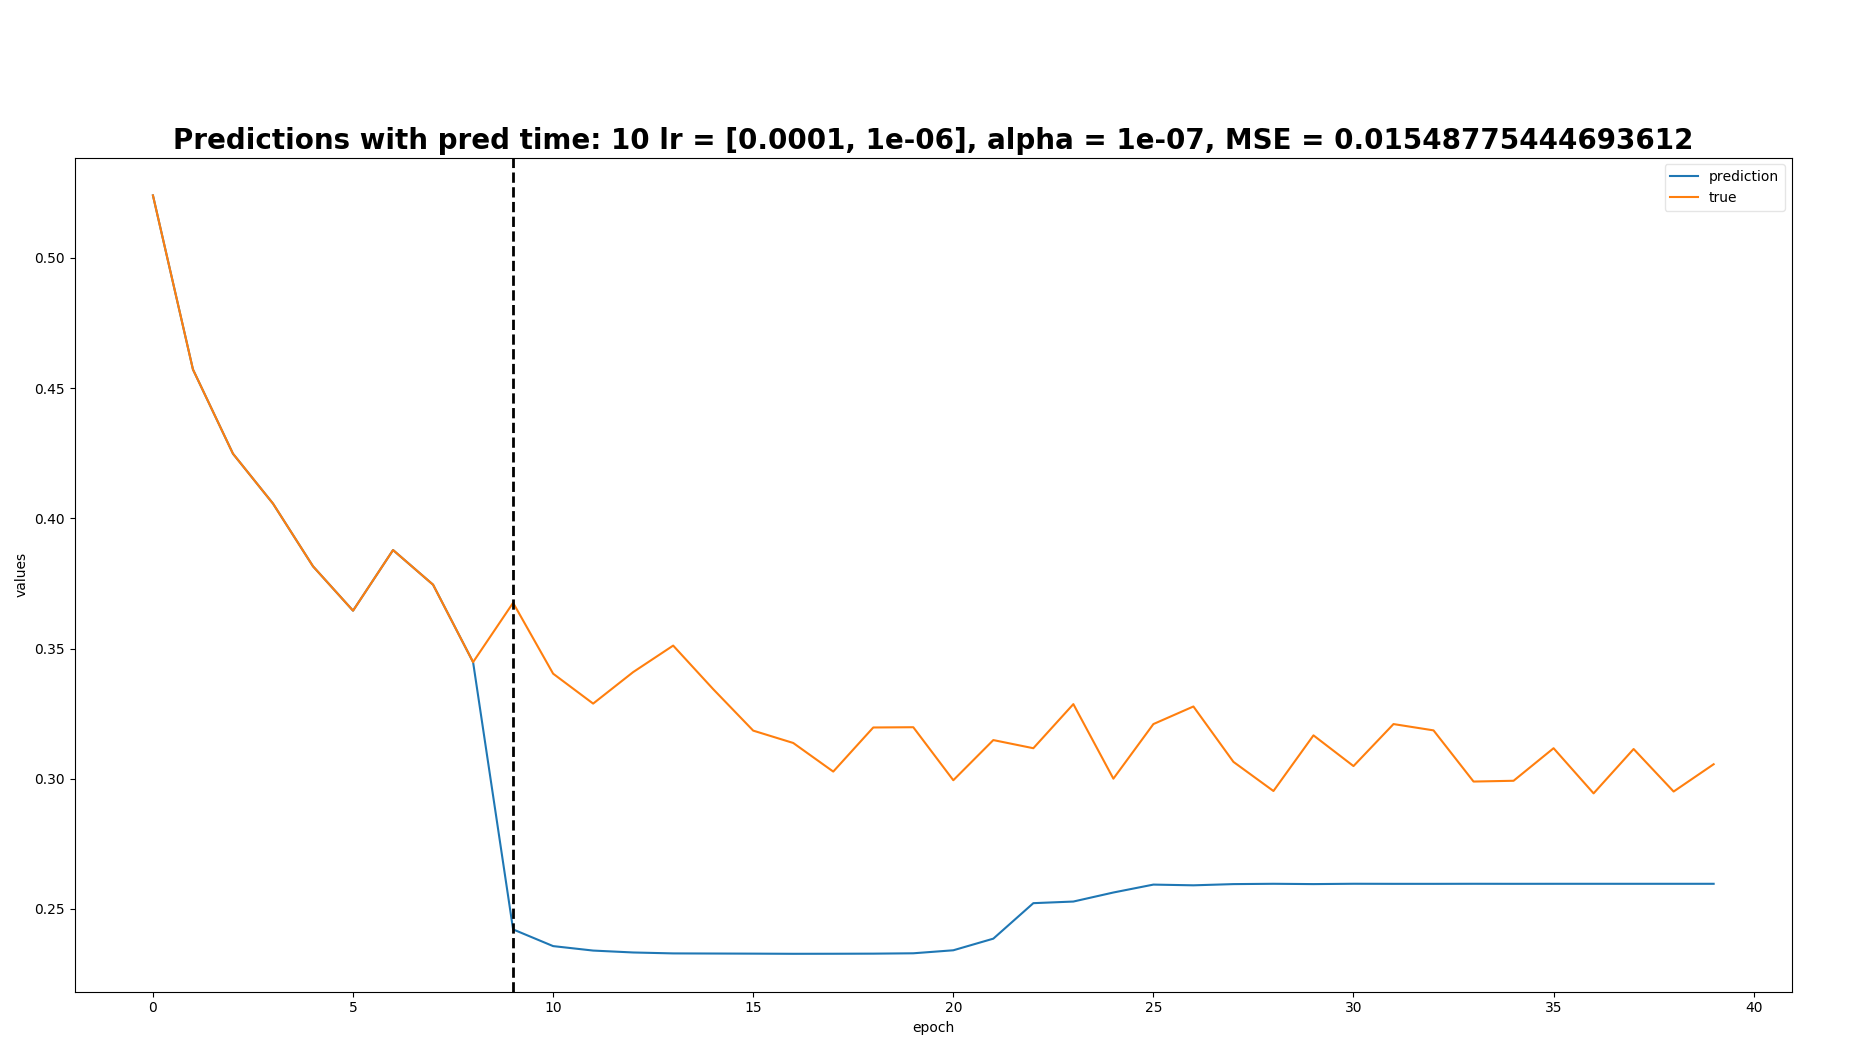 Predictions with pred time: 10 lr = [0.0001, 1e-06], alpha = 1e-07, MSE = 0.01548775444693612
prediction
true
0.50
0.45
0.40
0.35
0.30
0.25
values
0 5 10 15 20 25 30 35 40
epoch